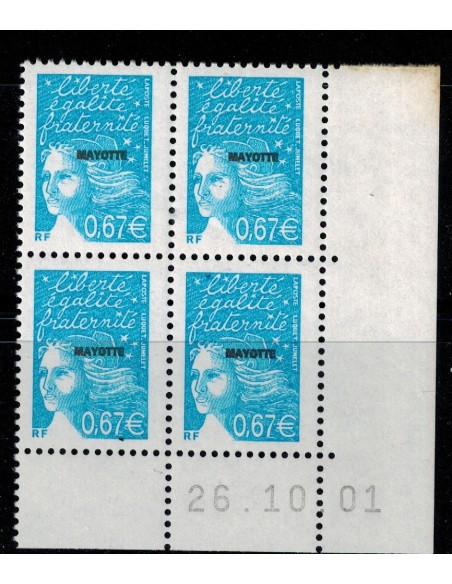 liberté
égalité
fraternité
MAYOTTE
0,67€
RF
LAPOSTE LUQUET.JUMELET
liberté
égalité
fraternité
MAYOTTE
0,67€
RF
LAPOSTE LUQUET.JUMELET
liberté
égalité
fraternité
MAYOTTE
0,67€
RF
LAPOSTE LUQUET.JUMELET
liberté
égalité
fraternité
MAYOTTE
0,67€
RF
LAPOSTE LUQUET.JUMELET
26.10.01